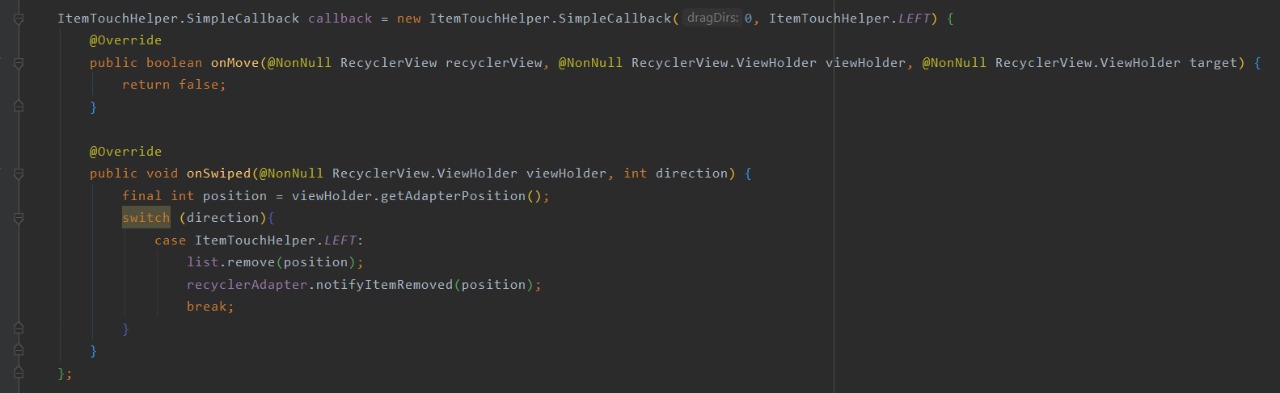 ItemTouchHelper.SimpleCallback callback = new ItemTouchHelper.SimpleCallback( dragDirs: 0, ItemTouchHelper.LEFT) {
@Override
public boolean onMove(@NonNull RecyclerView recyclerView, @NonNull RecyclerView.ViewHolder viewHolder, @NonNull RecyclerView.ViewHolder target) {
return false;
}
@Override
public void onSwiped(@NonNull RecyclerView.ViewHolder viewHolder, int direction) {
final int position = viewHolder.getAdapterPosition();
switch (direction){
case ItemTouchHelper.LEFT:
list.remove(position);
recyclerAdapter.notifyItemRemoved(position);
break;
}
}
};